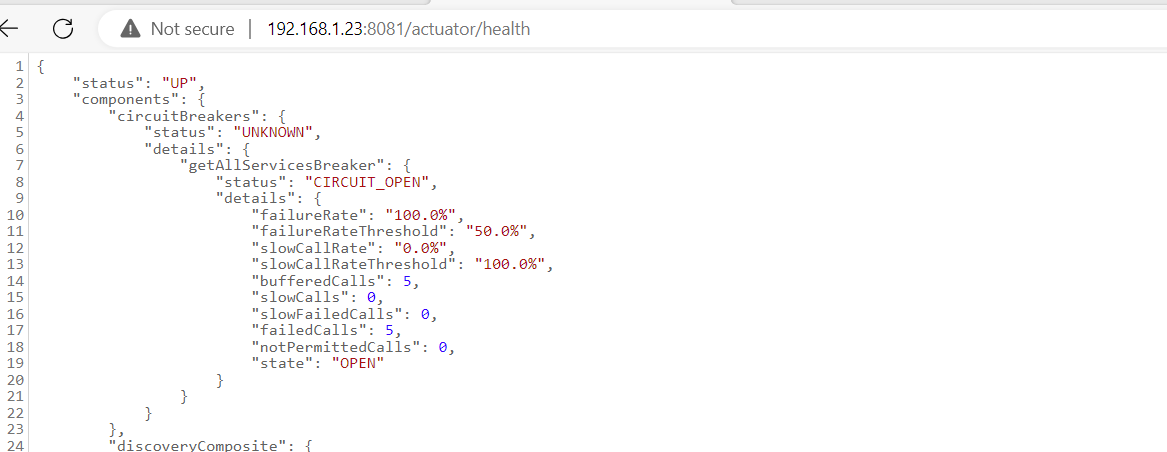 Not secure | 192.168.1.23:8081/actuator/health
1 {
2 "status": "UP",
3 "components": {
4 "circuitBreakers": {
5 "status": "UNKNOWN",
6 "details": {
7 "getAllServicesBreaker": {
8 "status": "CIRCUIT_OPEN",
9 "details": {
10 "failureRate": "100.0%",
11 "failureRateThreshold": "50.0%",
12 "slowCallRate": "0.0%",
13 "slowCallRateThreshold": "100.0%",
14 "bufferedCalls": 5,
15 "slowCalls": 0,
16 "slowFailedCalls": 0,
17 "failedCalls": 5,
18 "notPermittedCalls": 0,
19 "state": "OPEN"
20 }
21 }
22 }
23 },
24 "discoveryComposite": {